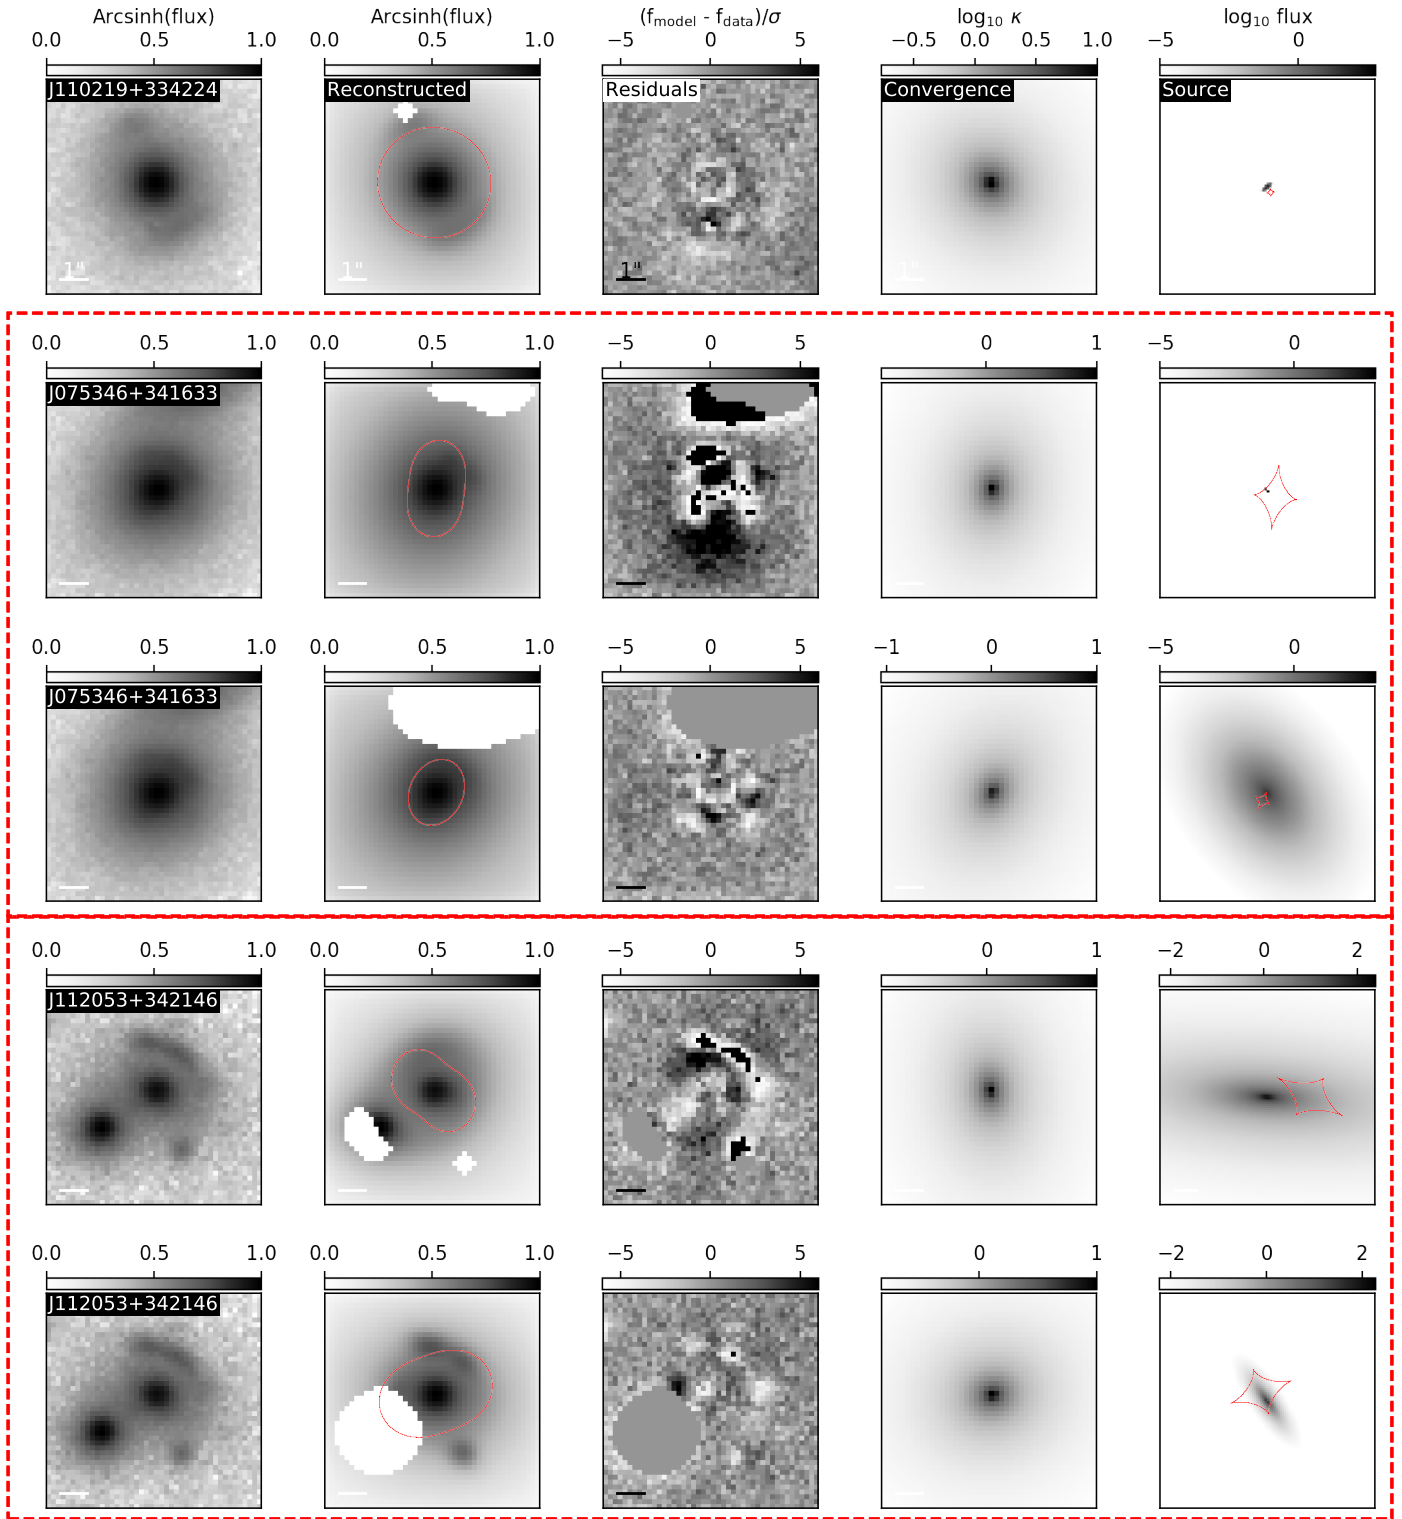 Arcsinh(flux) Arcsinh(flux) (f_model - f_data)/σ log₁₀ κ log₁₀ flux
0.0 0.5 1.0 0.0 0.5 1.0 −5 0 5 −0.5 0.0 0.5 1.0 −5 0
J110219+334224 Reconstructed Residuals Convergence Source
1" 1" 1" 1"
0.0 0.5 1.0 0.0 0.5 1.0 −5 0 5 0 1 −5 0
J075346+341633
0.0 0.5 1.0 0.0 0.5 1.0 −5 0 5 −1 0 1 −5 0
J075346+341633
0.0 0.5 1.0 0.0 0.5 1.0 −5 0 5 0 1 −2 0 2
J112053+342146
0.0 0.5 1.0 0.0 0.5 1.0 −5 0 5 0 1 −2 0 2
J112053+342146